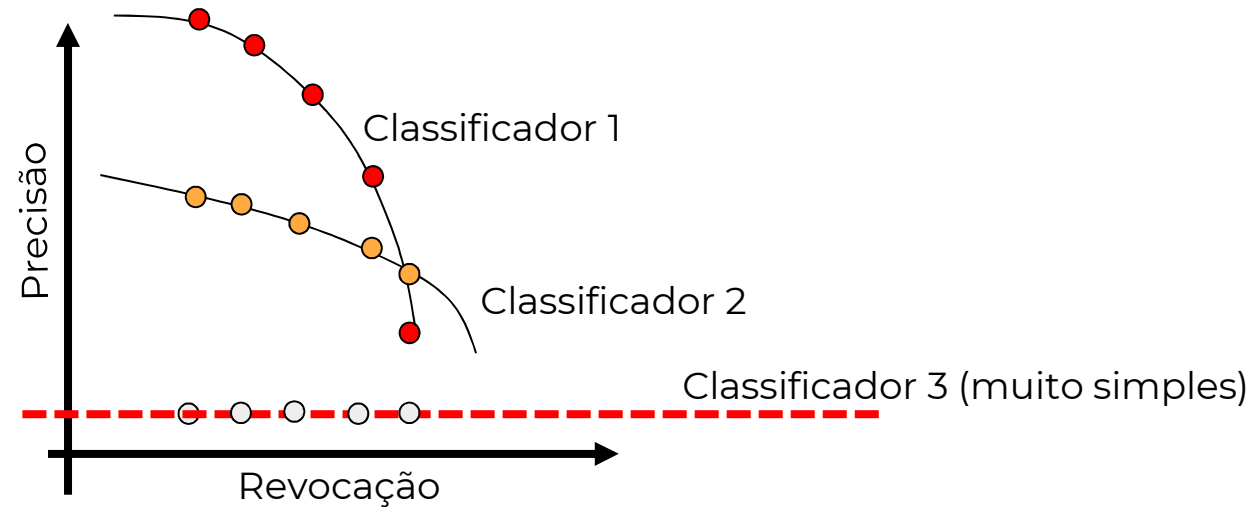 Classificador 1
Precisão
Classificador 2
Classificador 3 (muito simples)
Revocação